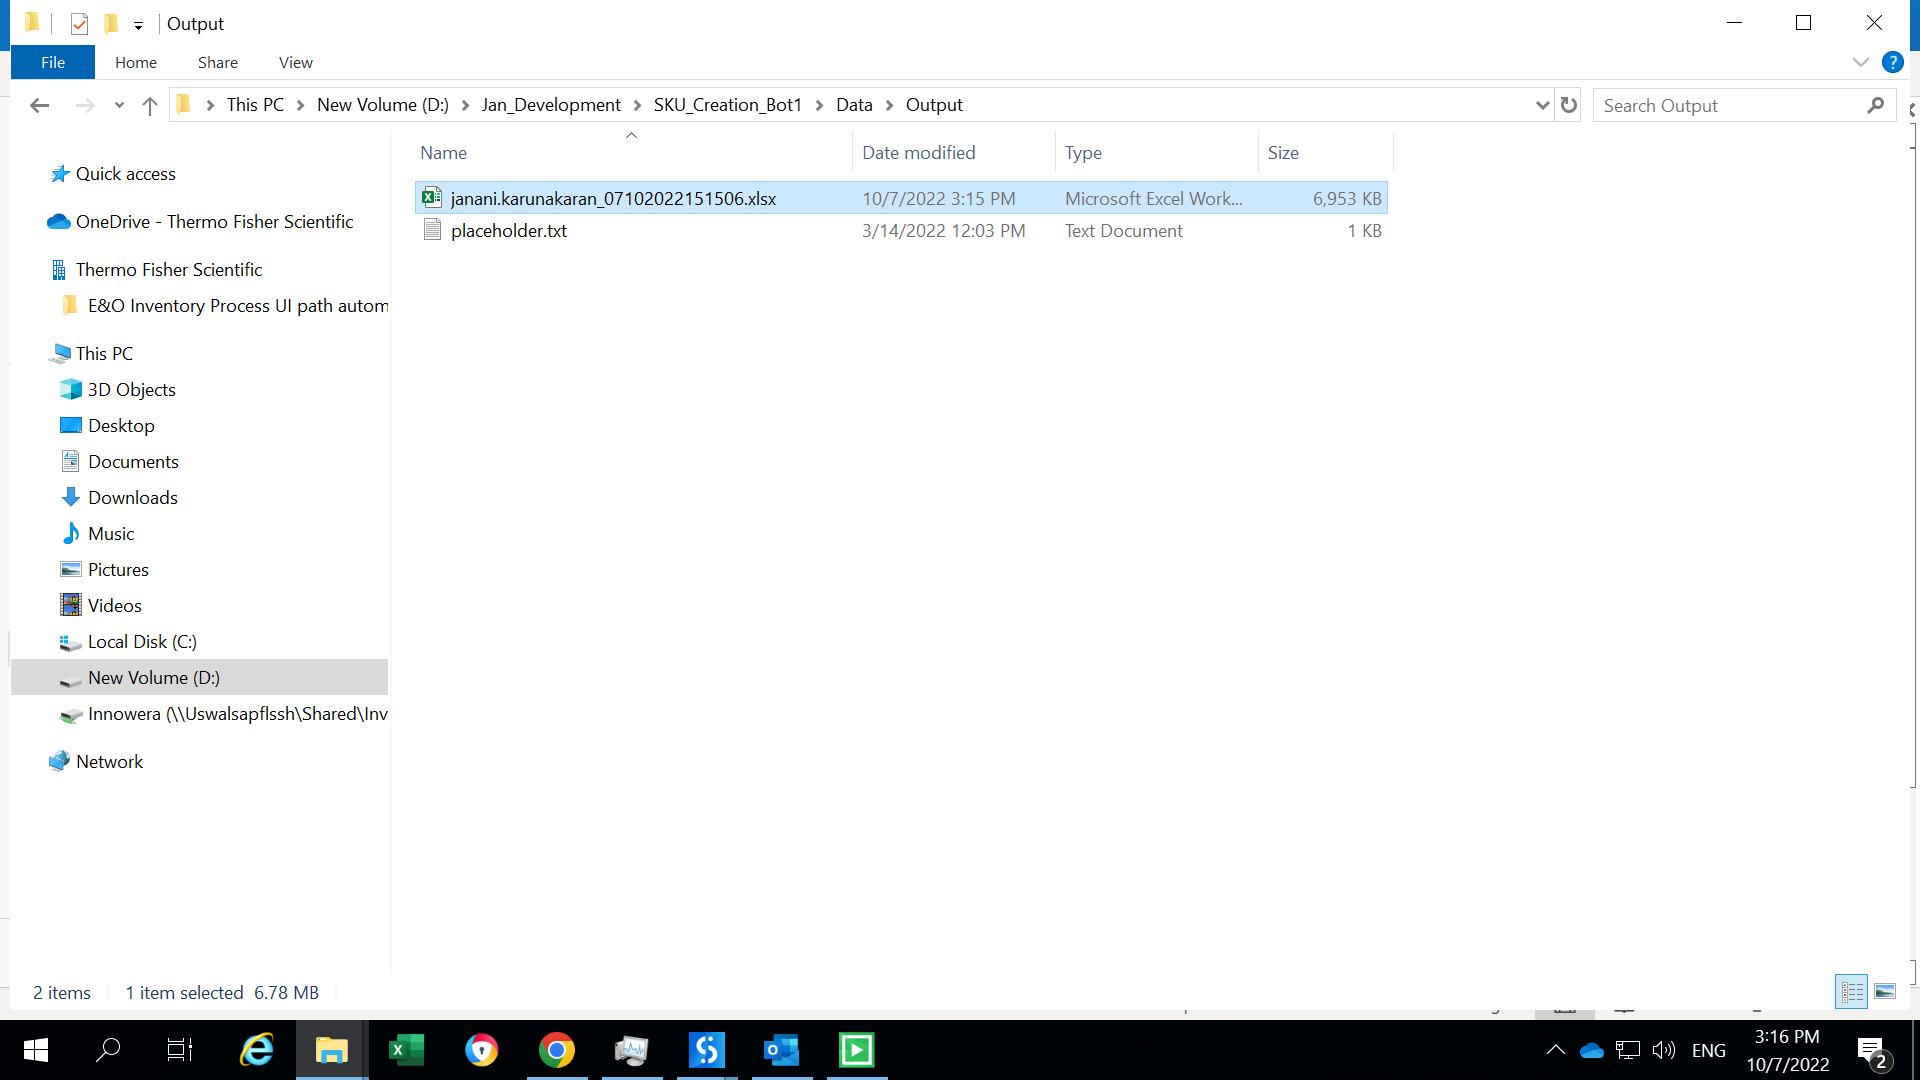 Output
File Home Share View
This PC New Volume (D:) Jan_Development SKU_Creation_Bot1 Data Output
Search Output
Name Date modified Type Size
janani.karunakaran_07102022151506.xlsx 10/7/2022 3:15 PM Microsoft Excel Work... 6,953 KB
placeholder.txt 3/14/2022 12:03 PM Text Document 1 KB
Quick access
OneDrive - Thermo Fisher Scientific
Thermo Fisher Scientific
E&O Inventory Process UI path autom
This PC
3D Objects
Desktop
Documents
Downloads
Music
Pictures
Videos
Local Disk (C:)
New Volume (D:)
Innowera (\\Uswalsapflssh\Shared\Inv
Network
2 items 1 item selected 6.78 MB
ENG
3:16 PM
10/7/2022
2